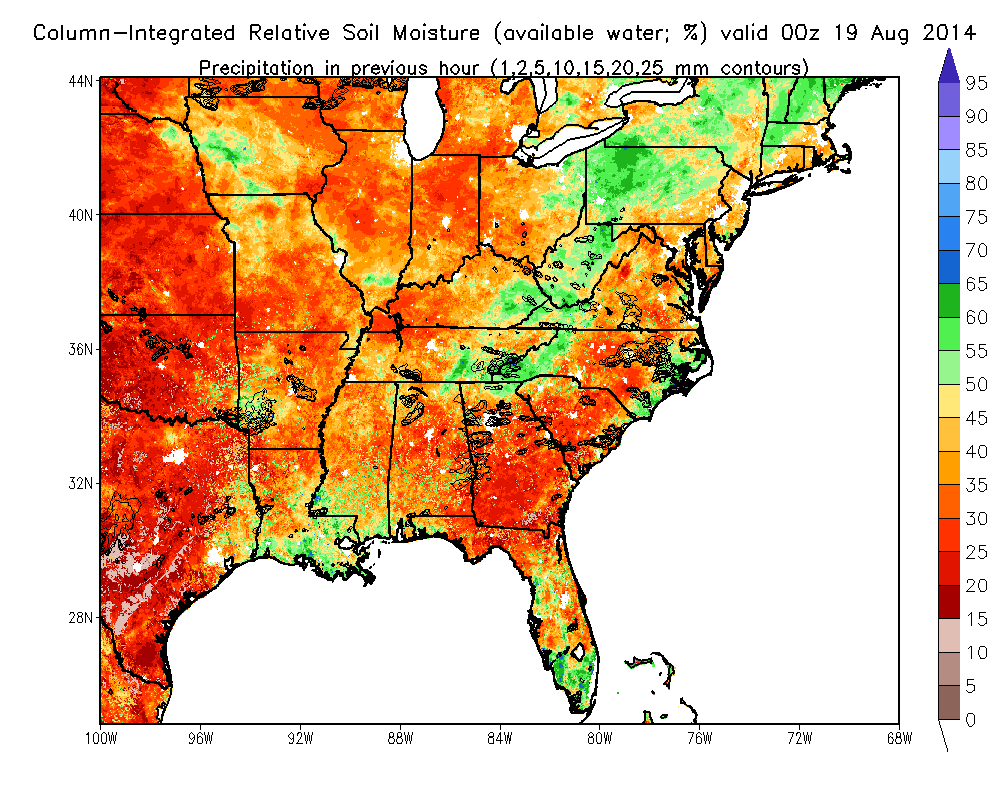 Column-Integrated Relative Soil Moisture (available water; %) valid 00z 19 Aug 2014
Precipitation in previous hour (1,2,5,10,15,20,25 mm contours)
44N
40N
36N
32N
28N
100W 96W 92W 88W 84W 80W 76W 72W 68W
95
90
85
80
75
70
65
60
55
50
45
40
35
30
25
20
15
10
5
0